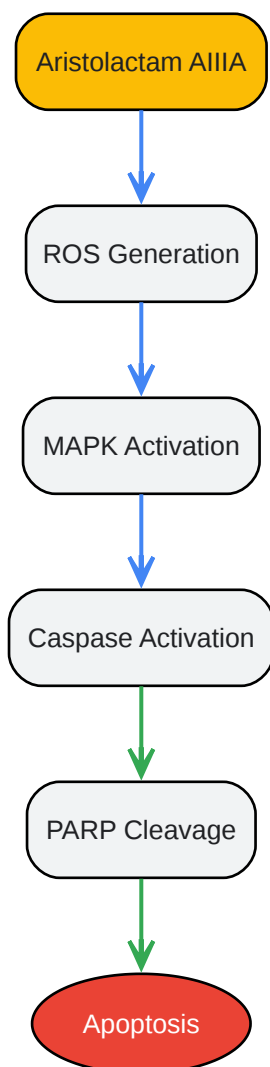 Aristolactam AIIIA
ROS Generation
MAPK Activation
Caspase Activation
PARP Cleavage
Apoptosis